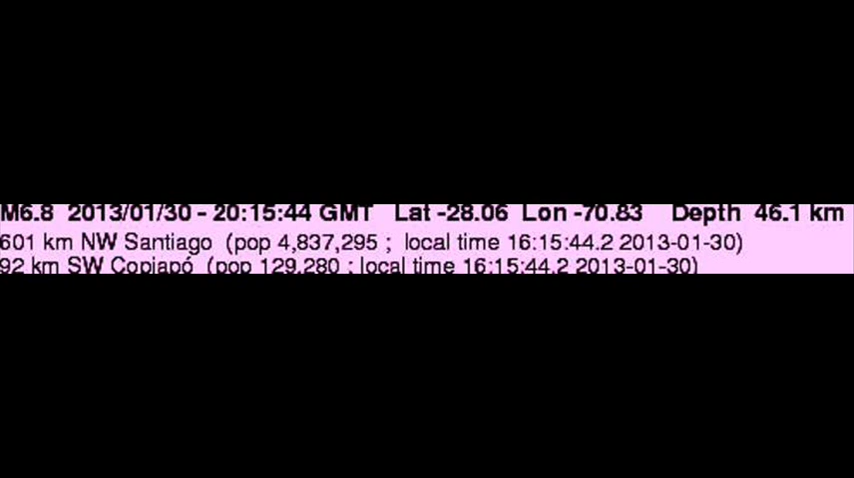 M6.8 2013/01/30 - 20:15:44 GMT Lat -28.06 Lon -70.83 Depth 46.1 km
601 km NW Santiago (pop 4,837,295 ; local time 16:15:44.2 2013-01-30)
92 km SW Copiapó (pop 129,280 ; local time 16:15:44.2 2013-01-30)